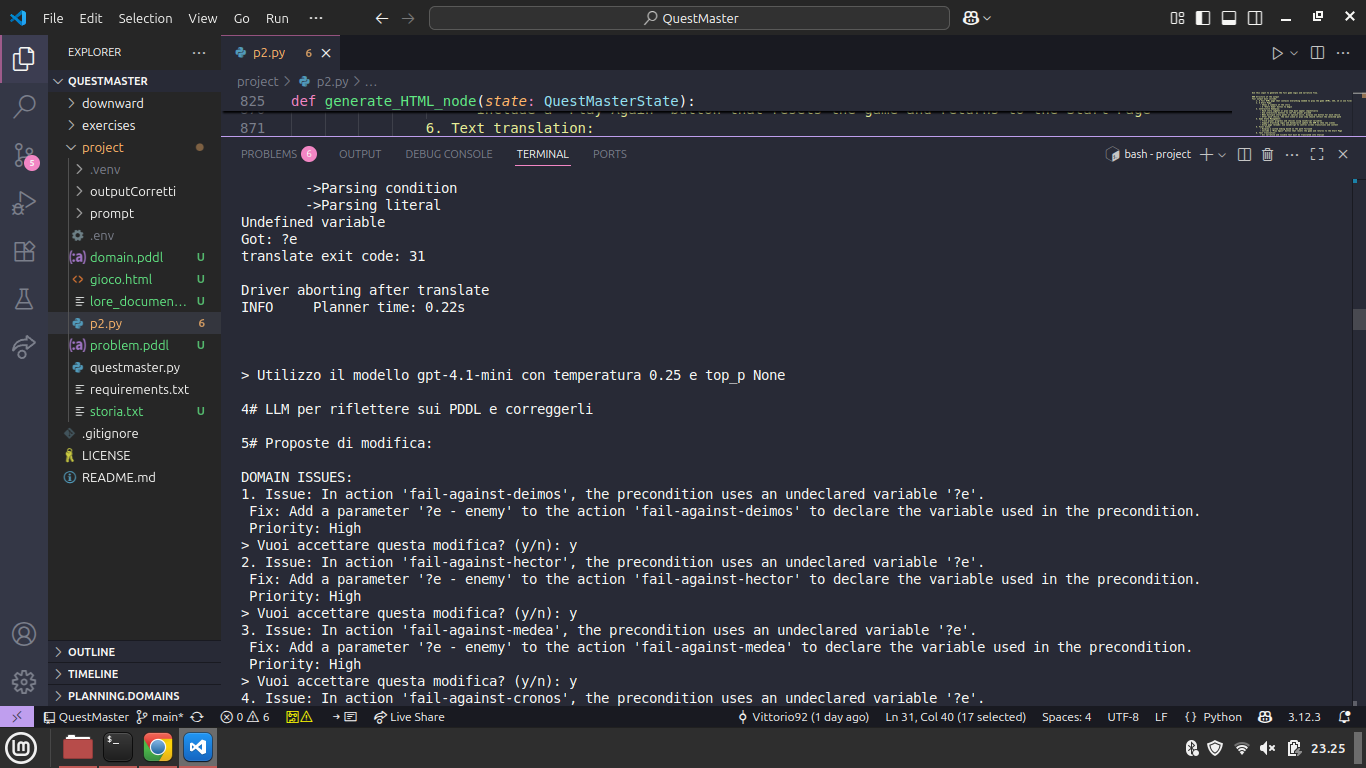 File Edit Selection View Go Run ··· QuestMaster
EXPLORER
QUESTMASTER
downward
exercises
project
.venv
outputCorretti
prompt
.env
domain.pddl U
gioco.html U
lore_documen... U
p2.py 6
problem.pddl U
questmaster.py
requirements.txt
storia.txt U
.gitignore
LICENSE
README.md
OUTLINE
TIMELINE
PLANNING.DOMAINS
5
p2.py 6
project > p2.py > ...
825 def generate_HTML_node(state: QuestMasterState):
871 6. Text translation:
PROBLEMS 6 OUTPUT DEBUG CONSOLE TERMINAL PORTS bash - project
->Parsing condition
->Parsing literal
Undefined variable
Got: ?e
translate exit code: 31
Driver aborting after translate
INFO Planner time: 0.22s
> Utilizzo il modello gpt-4.1-mini con temperatura 0.25 e top_p None
4# LLM per riflettere sui PDDL e correggerli
5# Proposte di modifica:
DOMAIN ISSUES:
1. Issue: In action 'fail-against-deimos', the precondition uses an undeclared variable '?e'.
Fix: Add a parameter '?e - enemy' to the action 'fail-against-deimos' to declare the variable used in the precondition.
Priority: High
> Vuoi accettare questa modifica? (y/n): y
2. Issue: In action 'fail-against-hector', the precondition uses an undeclared variable '?e'.
Fix: Add a parameter '?e - enemy' to the action 'fail-against-hector' to declare the variable used in the precondition.
Priority: High
> Vuoi accettare questa modifica? (y/n): y
3. Issue: In action 'fail-against-medea', the precondition uses an undeclared variable '?e'.
Fix: Add a parameter '?e - enemy' to the action 'fail-against-medea' to declare the variable used in the precondition.
Priority: High
> Vuoi accettare questa modifica? (y/n): y
4. Issue: In action 'fail-against-cronos', the precondition uses an undeclared variable '?e'.
QuestMaster main* 0 6 Live Share Vittorio92 (1 day ago) Ln 31, Col 40 (17 selected) Spaces: 4 UTF-8 LF {} Python 3.12.3
23.25